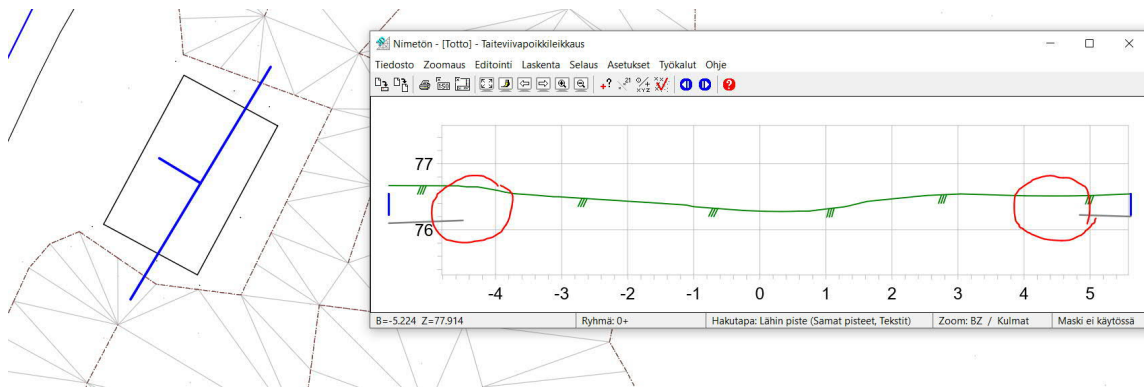 Nimetön - [Totto] - Taiteviivapoikkileikkaus
Tiedosto Zoomaus Editointi Laskenta Selaus Asetukset Työkalut Ohje
77
76
-4 -3 -2 -1 0 1 2 3 4 5
B=-5.224 Z=77.914 Ryhmä: 0+ Hakutapa: Lähin piste (Samat pisteet, Tekstit) Zoom: BZ / Kulmat Maski ei käytössä